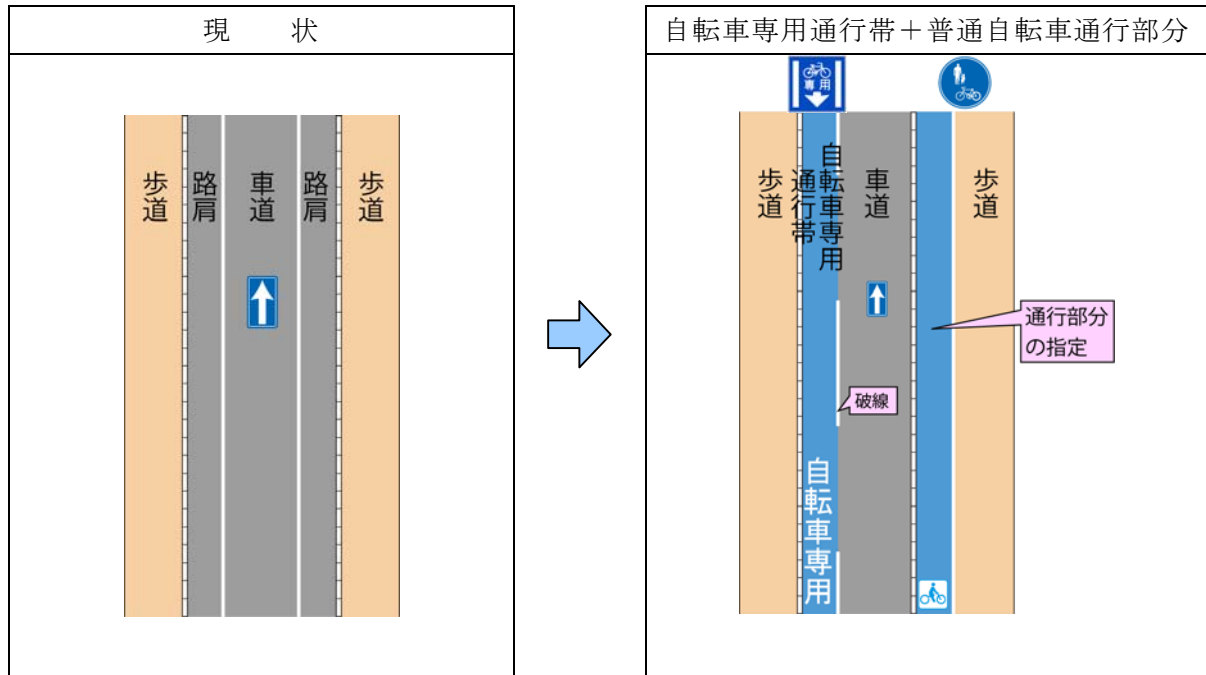 現 状
自転車専用通行帯＋普通自転車通行部分
歩道
路肩
車道
路肩
歩道
専用
歩道
自転車専用
通行帯
車道
歩道
通行部分
の指定
破線
自転車専用